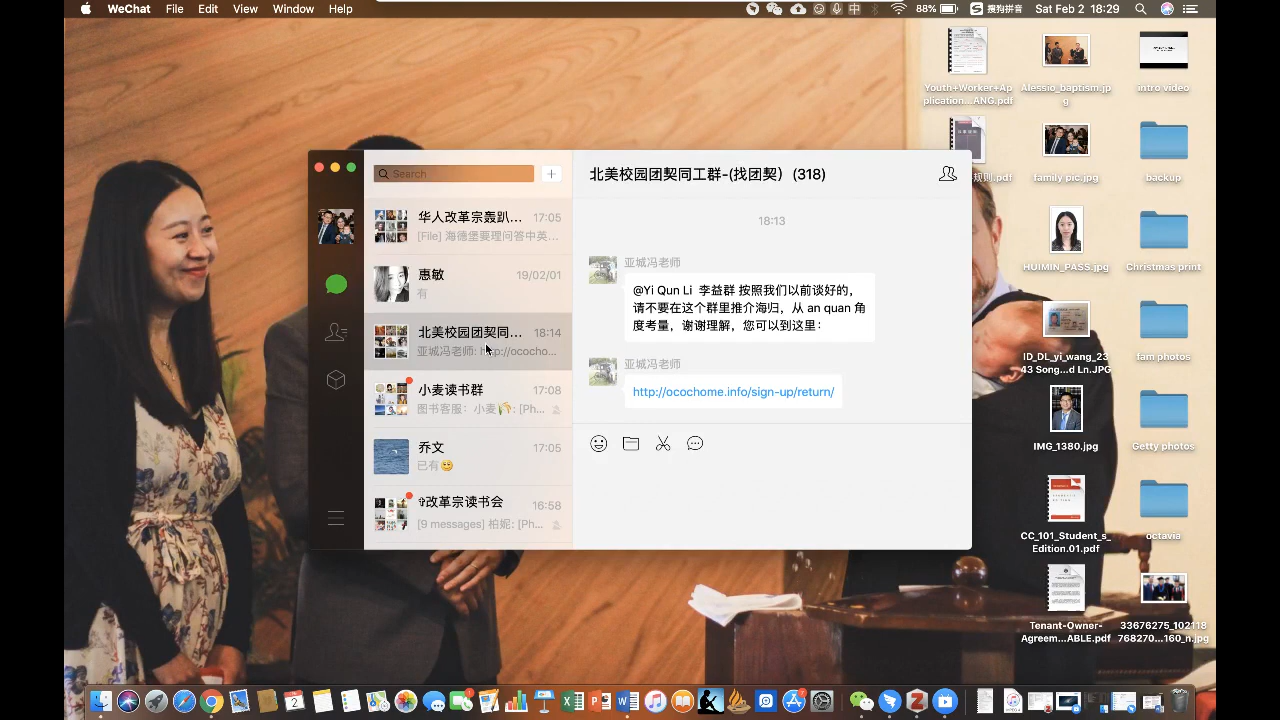 WeChat File Edit View Window Help
88% 搜狗拼音 Sat Feb 2 18:29
中
Youth+Worker+Ap
plication...ANG.pdf
Alessio_baptism.jp
g
intro video
规则.pdf
family pic.jpg
backup
HUIMIN_PASS.jpg
Christmas print
ID_DL_yi_wang_23
43 Song...d Ln.JPG
fam photos
IMG_1380.jpg
Getty photos
CC_101_Student_s_
Edition.01.pdf
octavia
Tenant-Owner-
Agreem...ABLE.pdf
33676275_102118
768270...160_n.jpg
Search
华人改革宗轰趴... 17:05
[File] 海德堡要理问答中英...
惠敏 19/02/01
有
北美校园团契同... 18:14
亚城冯老师: http://ococho...
小麦读书群 17:08
图书客服：小麦🌾: [Ph...
乔文 17:05
已有😊
✞改革宗读书会 16:58
[9 messages] 柏妮: [Ph...
北美校园团契同工群-(找团契）(318)
18:13
亚城冯老师
@Yi Qun Li 李益群 按照我们以前谈好的，
请不要在这个群里推介海归，从 an quan 角
度考量，谢谢理解，您可以到这里：
亚城冯老师
http://ocochome.info/sign-up/return/